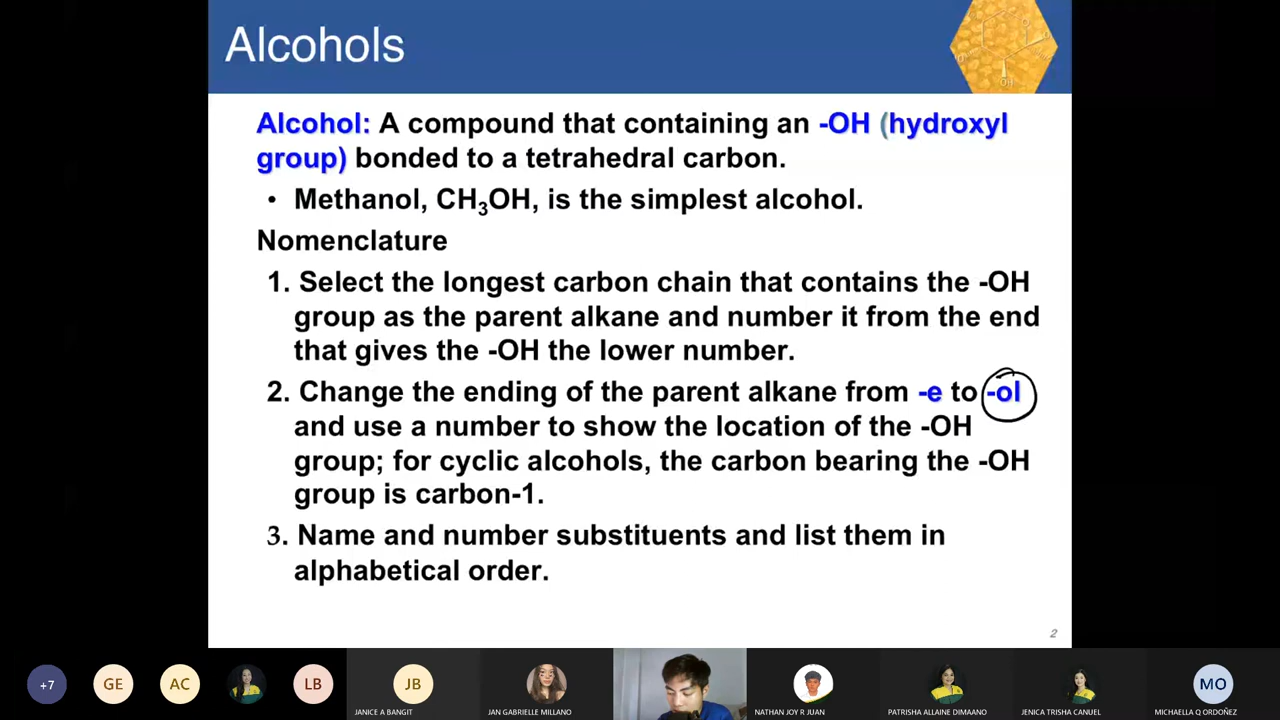 Alcohols
OH
Alcohol: A compound that containing an -OH (hydroxyl
group) bonded to a tetrahedral carbon.
• Methanol, CH₃OH, is the simplest alcohol.
Nomenclature
1. Select the longest carbon chain that contains the -OH
group as the parent alkane and number it from the end
that gives the -OH the lower number.
2. Change the ending of the parent alkane from -e to -ol
and use a number to show the location of the -OH
group; for cyclic alcohols, the carbon bearing the -OH
group is carbon-1.
3. Name and number substituents and list them in
alphabetical order.
2
+7 GE AC LB JB MO
JANICE A BANGIT JAN GABRIELLE MILLANO NATHAN JOY R JUAN PATRISHA ALLAINE DIMAANO JENICA TRISHA CANUEL MICHAELLA Q ORDOÑEZ